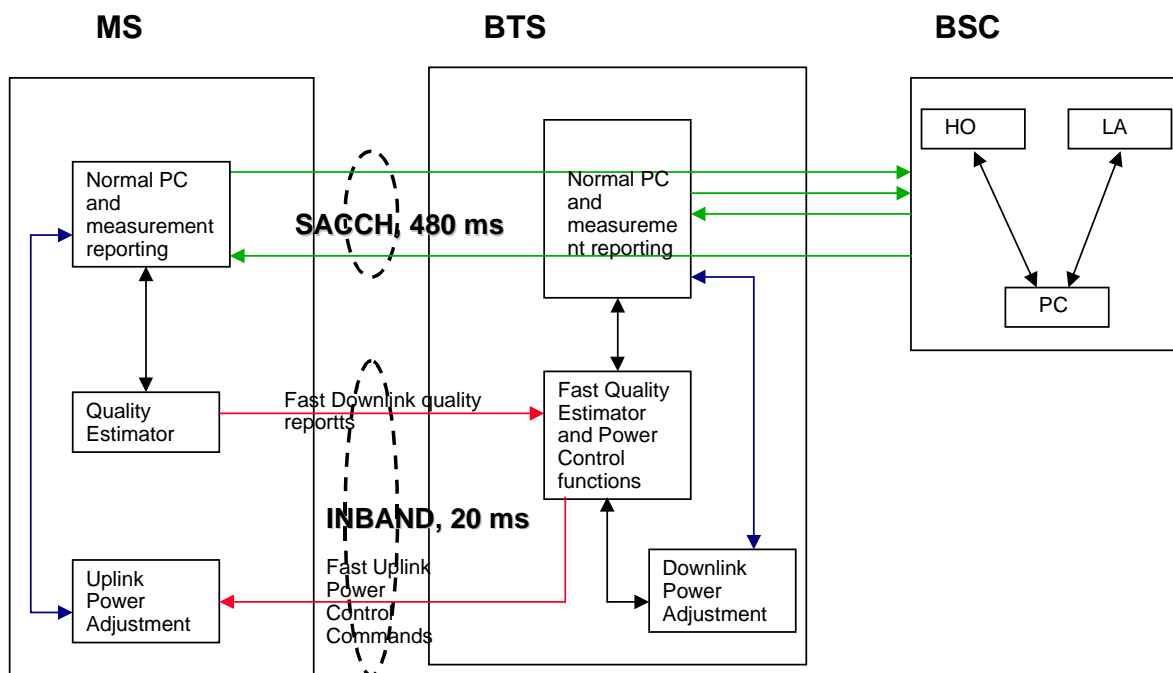 MS
BTS
BSC
HO
LA
PC
Normal PC
and
measurement
reporting
SACCH, 480 ms
Normal PC
and
measureme
nt reporting
Quality
Estimator
Fast Downlink quality
reportts
Fast Quality
Estimator
and Power
Control
functions
INBAND, 20 ms
Uplink
Power
Adjustment
Fast Uplink
Power
Control
Commands
Downlink
Power
Adjustment